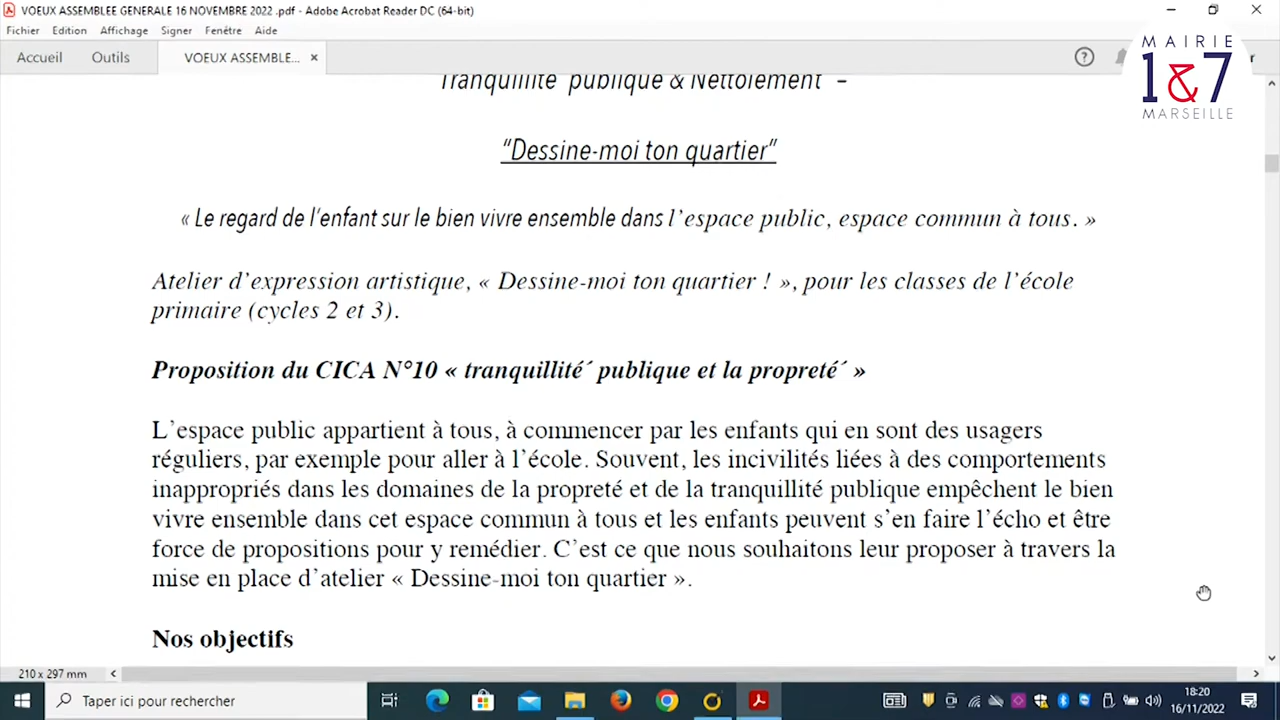 VOEUX ASSEMBLEE GENERALE 16 NOVEMBRE 2022 .pdf - Adobe Acrobat Reader DC (64-bit)
Fichier Edition Affichage Signer Fenêtre Aide
Accueil Outils VOEUX ASSEMBLE... ×
MAIRIE
1&7
MARSEILLE
Tranquillité publique & Nettoiement –
“Dessine-moi ton quartier”
« Le regard de l’enfant sur le bien vivre ensemble dans l’espace public, espace commun à tous. »
Atelier d’expression artistique, « Dessine-moi ton quartier ! », pour les classes de l’école
primaire (cycles 2 et 3).
Proposition du CICA N°10 « tranquillité´ publique et la propreté´ »
L’espace public appartient à tous, à commencer par les enfants qui en sont des usagers
réguliers, par exemple pour aller à l’école. Souvent, les incivilités liées à des comportements
inappropriés dans les domaines de la propreté et de la tranquillité publique empêchent le bien
vivre ensemble dans cet espace commun à tous et les enfants peuvent s’en faire l’écho et être
force de propositions pour y remédier. C’est ce que nous souhaitons leur proposer à travers la
mise en place d’atelier « Dessine-moi ton quartier ».
Nos objectifs
210 x 297 mm
Taper ici pour rechercher
18:20
16/11/2022